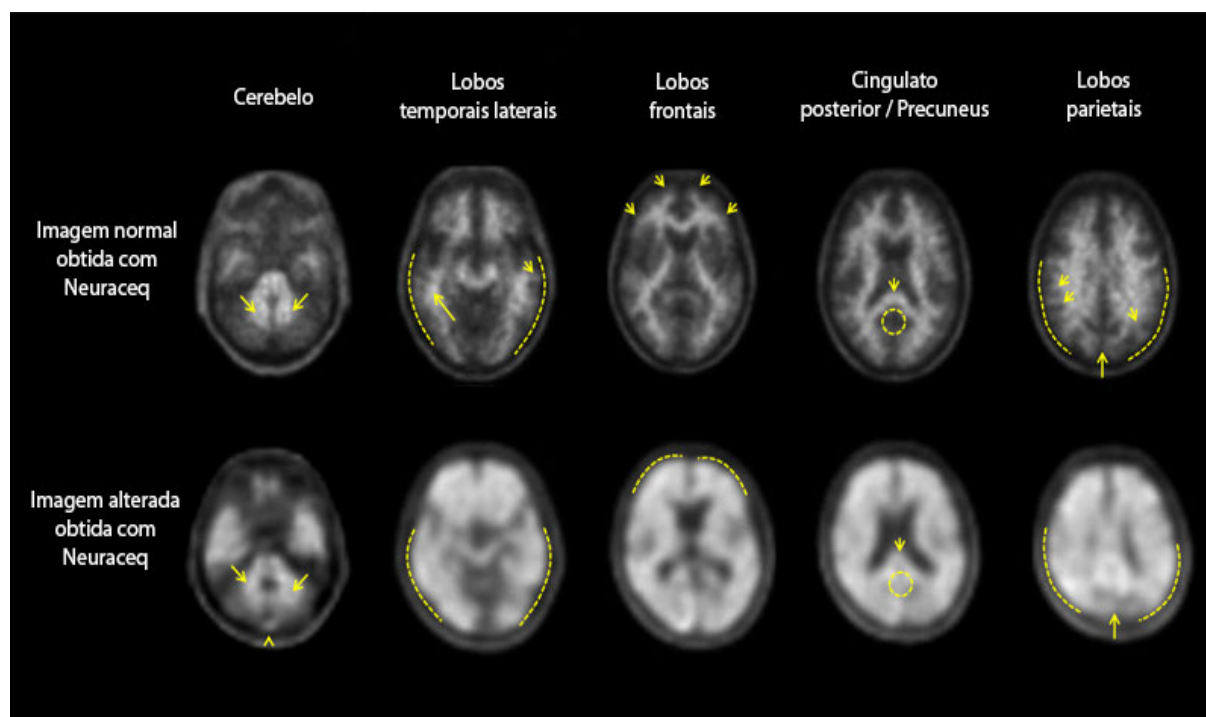 Cerebelo
Lobos
temporais laterais
Lobos
frontais
Cingulato
posterior / Precuneus
Lobos
parietais
Imagem normal
obtida com
Neuraceq
Imagem alterada
obtida com
Neuraceq